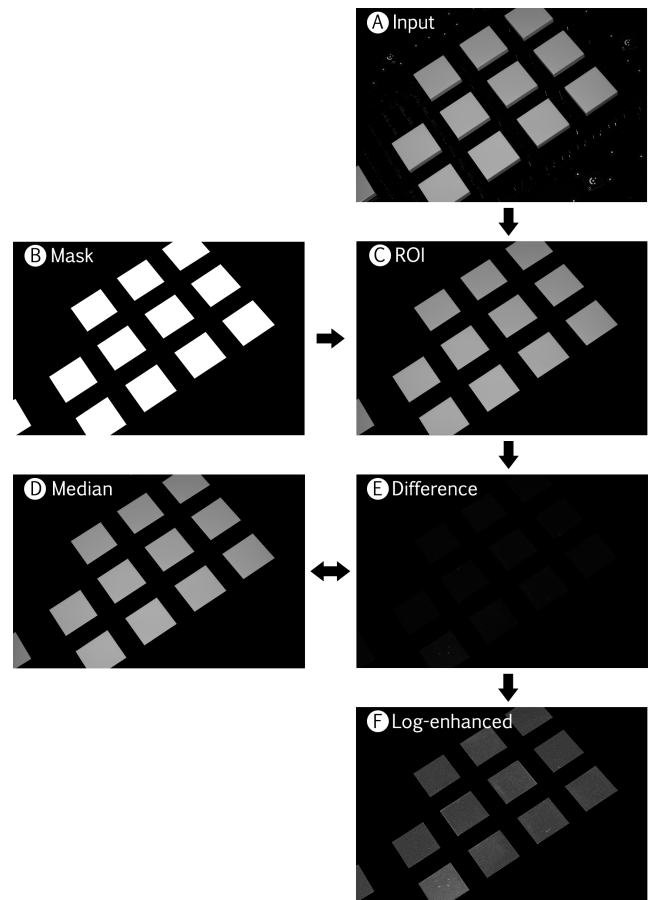 A Input
B Mask
C ROI
D Median
E Difference
F Log-enhanced